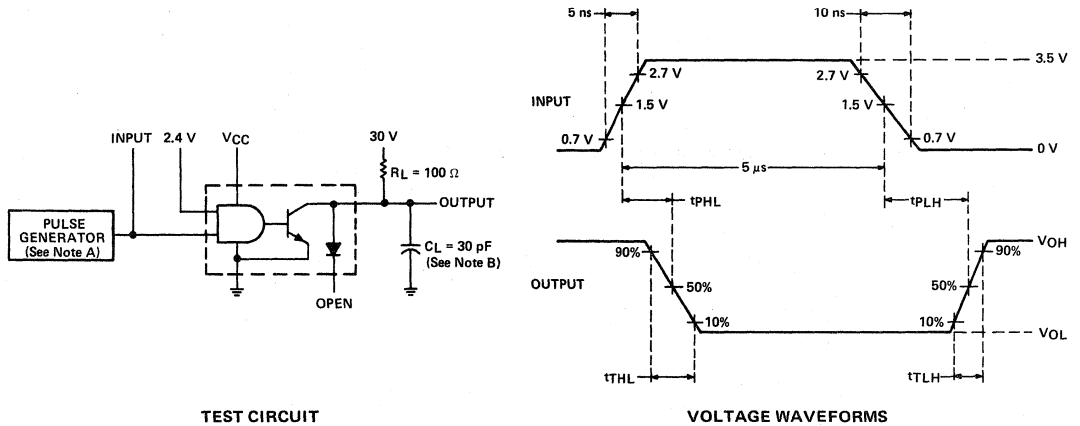 INPUT 2.4 V VCC 30 V
RL = 100 Ω
OUTPUT
PULSE
GENERATOR
(See Note A)
CL = 30 pF
(See Note B)
OPEN
TEST CIRCUIT
5 ns 10 ns
3.5 V
2.7 V 2.7 V
INPUT 1.5 V 1.5 V
0.7 V 0.7 V
0 V
5 μs
tPHL tPLH
VOH
90% 90%
OUTPUT 50% 50%
10% 10%
VOL
tTHL tTLH
VOLTAGE WAVEFORMS